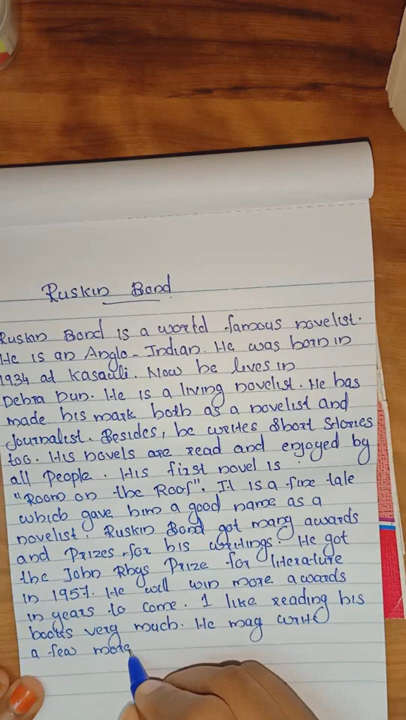 Ruskin Bond
Ruskin Bond is a world famous novelist.
He is an Anglo-Indian. He was born in
1934 at Kasauli. Now he lives in
Dehra Dun. He is a living novelist. He has
made his mark both as a novelist and
Journalist. Besides, he writes Short Stories
too. His novels are read and enjoyed by
all people. His first novel is
"Room on the Roof". It is a fine tale
which gave him a good name as a
novelist. Ruskin Bond got many awards
and Prizes for his writings. He got
the John Rhys Prize for literature
in 1957. He will win more awards
in years to come. I like reading his
books very much. He may write
a few more